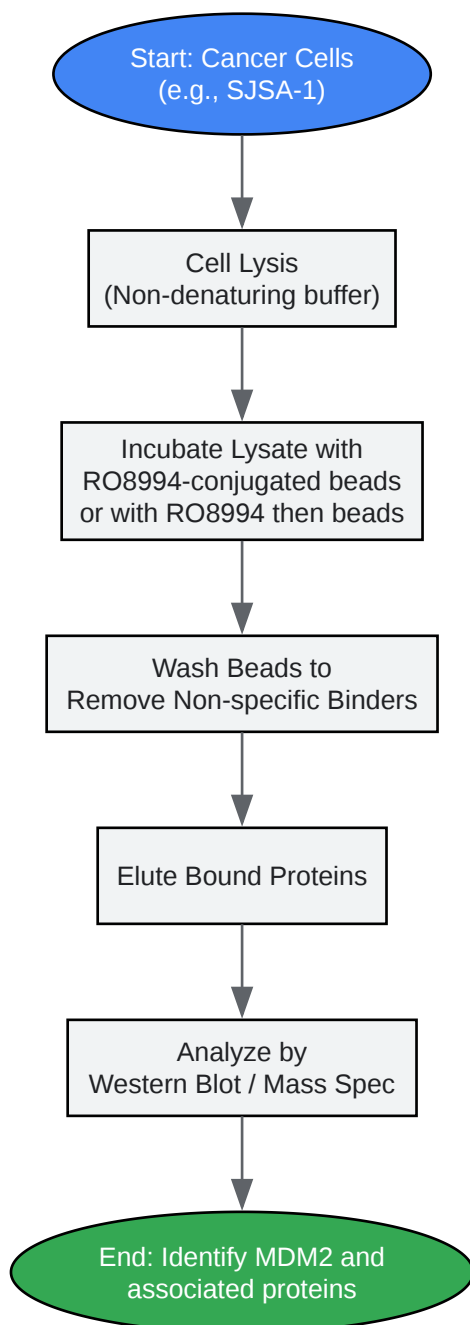 Start: Cancer Cells
(e.g., SJSA-1)
Cell Lysis
(Non-denaturing buffer)
Incubate Lysate with
RO8994-conjugated beads
or with RO8994 then beads
Wash Beads to
Remove Non-specific Binders
Elute Bound Proteins
Analyze by
Western Blot / Mass Spec
End: Identify MDM2 and
associated proteins